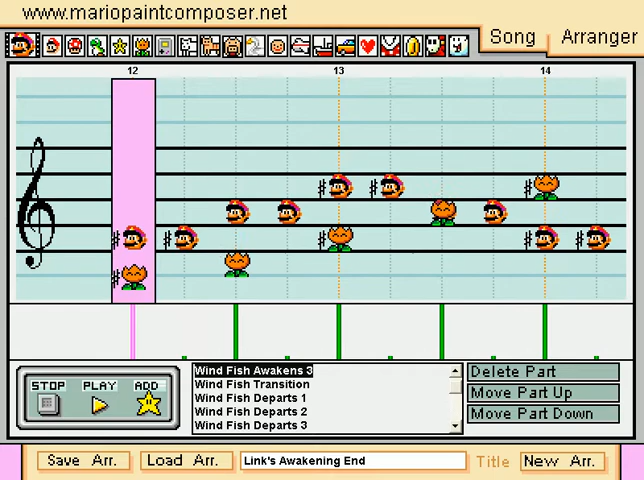 www.mariopaintcomposer.net
Song
Arranger
12 13 14
STOP PLAY ADD
Wind Fish Awakens 3
Wind Fish Transition
Wind Fish Departs 1
Wind Fish Departs 2
Wind Fish Departs 3
Delete Part
Move Part Up
Move Part Down
Save Arr. Load Arr. Link's Awakening End Title New Arr.